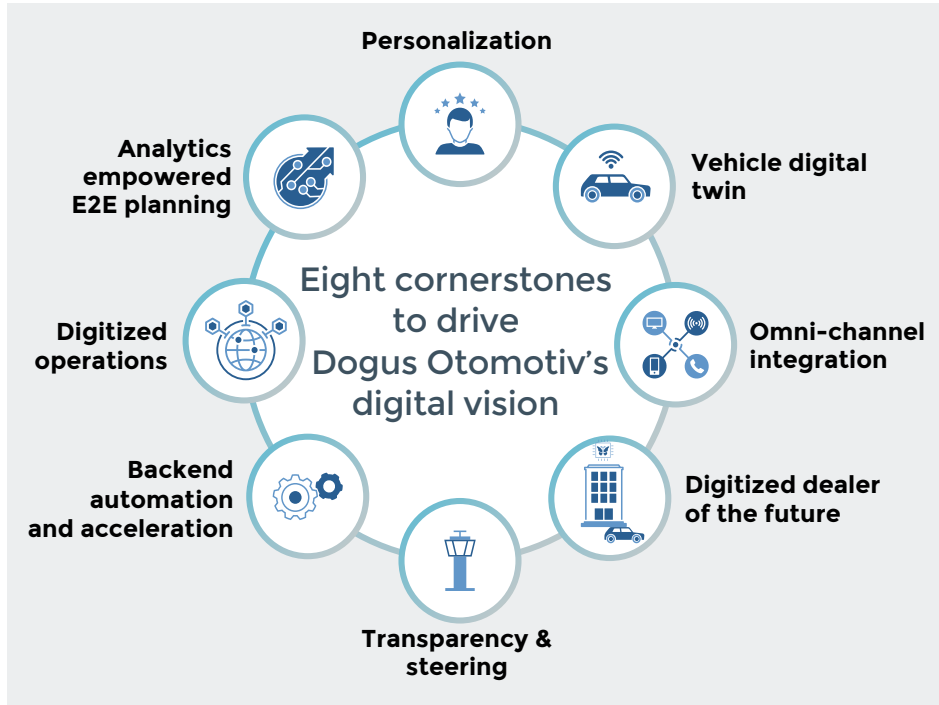 Personalization
Vehicle digital
twin
Omni-channel
integration
Digitized dealer
of the future
Transparency &
steering
Backend
automation
and acceleration
Digitized
operations
Analytics
empowered
E2E planning
Eight cornerstones
to drive
Dogus Otomotiv's
digital vision